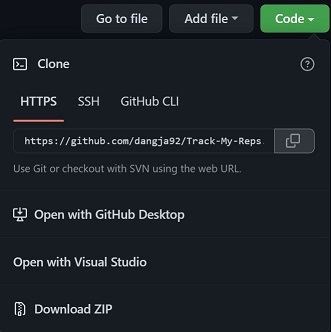 Go to file Add file Code
Clone
HTTPS SSH GitHub CLI
https://github.com/dangja92/Track-My-Reps.
Use Git or checkout with SVN using the web URL.
Open with GitHub Desktop
Open with Visual Studio
Download ZIP